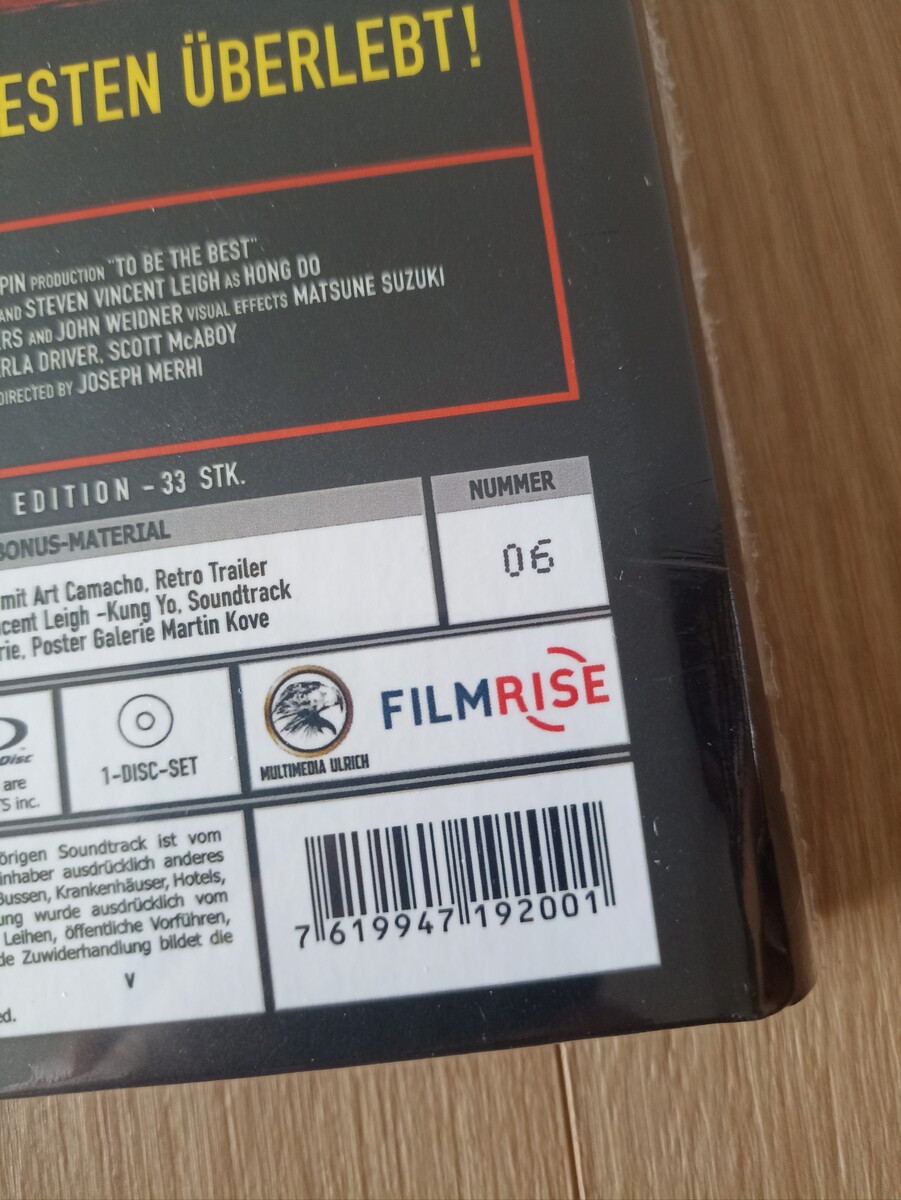 ESTEN ÜBERLEBT!
PIN PRODUCTION "TO BE THE BEST"
AND STEVEN VINCENT LEIGH AS HONG DO
RS AND JOHN WEIDNER VISUAL EFFECTS MATSUNE SUZUKI
RLA DRIVER, SCOTT McABOY
DIRECTED BY JOSEPH MERHI
EDITION - 33 STK.
BONUS-MATERIAL
mit Art Camacho, Retro Trailer
cent Leigh -Kung Yo, Soundtrack
rie, Poster Galerie Martin Kove
NUMMER
06
Disc
are
S inc.
1-DISC-SET
MULTIMEDIA ULRICH
FILMRISE
örigen Soundtrack ist vom
inhaber ausdrücklich anderes
Bussen, Krankenhäuser, Hotels,
ung wurde ausdrücklich vom
Leihen, öffentliche Vorführen,
de Zuwiderhandlung bildet die
V
ed.
7 619947 192001